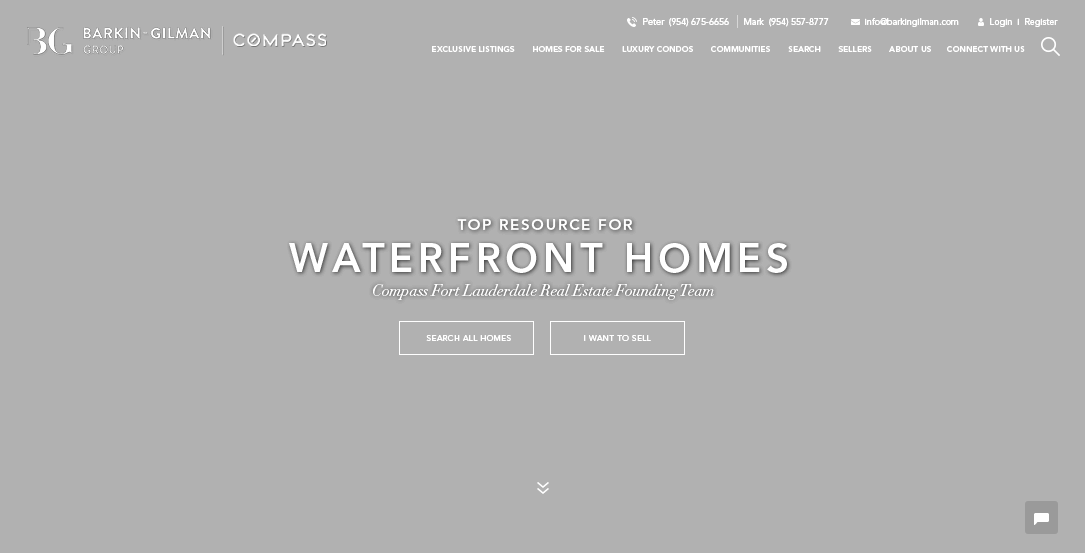 Peter (954) 675-6656 Mark (954) 557-8777 info@barkingilman.com Login | Register
BG BARKIN-GILMAN GROUP COMPASS
EXCLUSIVE LISTINGS HOMES FOR SALE LUXURY CONDOS COMMUNITIES SEARCH SELLERS ABOUT US CONNECT WITH US
TOP RESOURCE FOR
WATERFRONT HOMES
Compass Fort Lauderdale Real Estate Founding Team
SEARCH ALL HOMES I WANT TO SELL